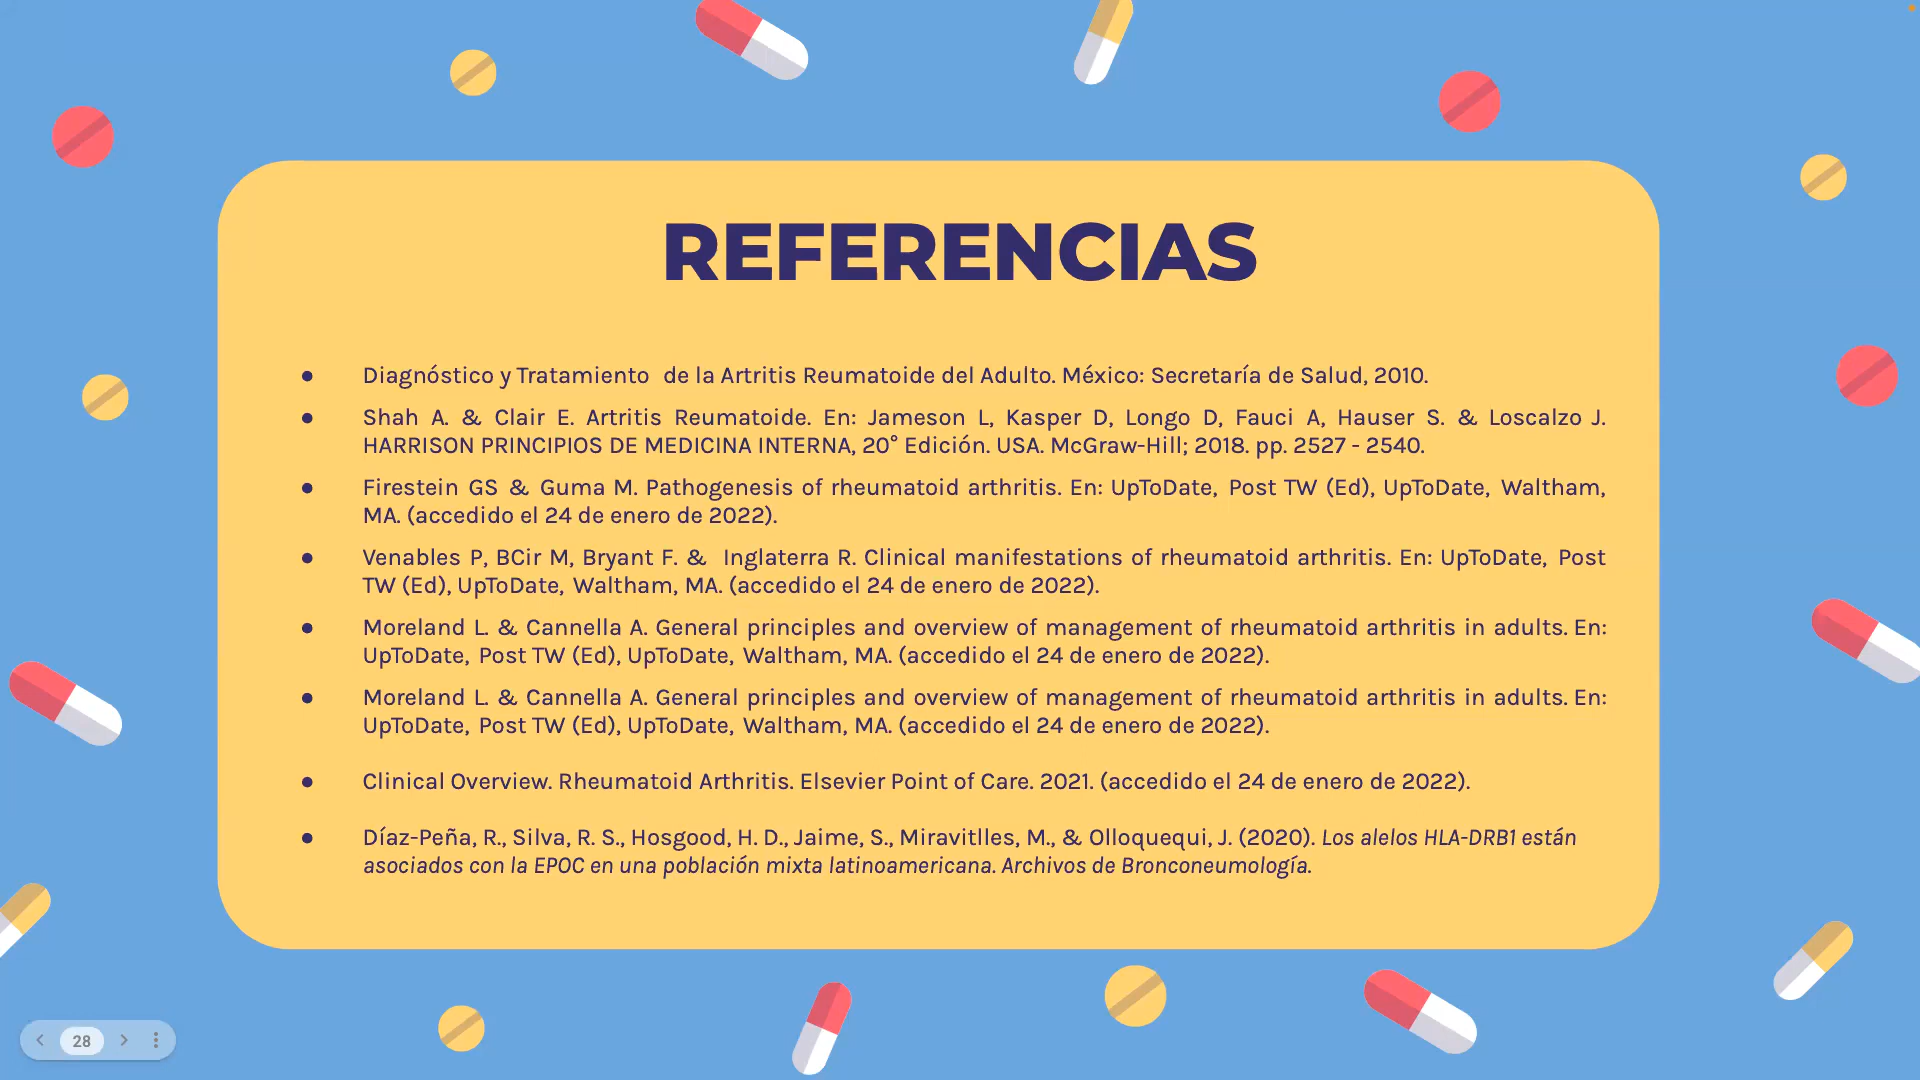 REFERENCIAS
● Diagnóstico y Tratamiento de la Artritis Reumatoide del Adulto. México: Secretaría de Salud, 2010.
● Shah A. & Clair E. Artritis Reumatoide. En: Jameson L, Kasper D, Longo D, Fauci A, Hauser S. & Loscalzo J.
HARRISON PRINCIPIOS DE MEDICINA INTERNA, 20° Edición. USA. McGraw-Hill; 2018. pp. 2527 - 2540.
● Firestein GS & Guma M. Pathogenesis of rheumatoid arthritis. En: UpToDate, Post TW (Ed), UpToDate, Waltham,
MA. (accedido el 24 de enero de 2022).
● Venables P, BCir M, Bryant F. & Inglaterra R. Clinical manifestations of rheumatoid arthritis. En: UpToDate, Post
TW (Ed), UpToDate, Waltham, MA. (accedido el 24 de enero de 2022).
● Moreland L. & Cannella A. General principles and overview of management of rheumatoid arthritis in adults. En:
UpToDate, Post TW (Ed), UpToDate, Waltham, MA. (accedido el 24 de enero de 2022).
● Moreland L. & Cannella A. General principles and overview of management of rheumatoid arthritis in adults. En:
UpToDate, Post TW (Ed), UpToDate, Waltham, MA. (accedido el 24 de enero de 2022).
● Clinical Overview. Rheumatoid Arthritis. Elsevier Point of Care. 2021. (accedido el 24 de enero de 2022).
● Díaz-Peña, R., Silva, R. S., Hosgood, H. D., Jaime, S., Miravitlles, M., & Olloquequi, J. (2020). Los alelos HLA-DRB1 están
asociados con la EPOC en una población mixta latinoamericana. Archivos de Bronconeumología.
28